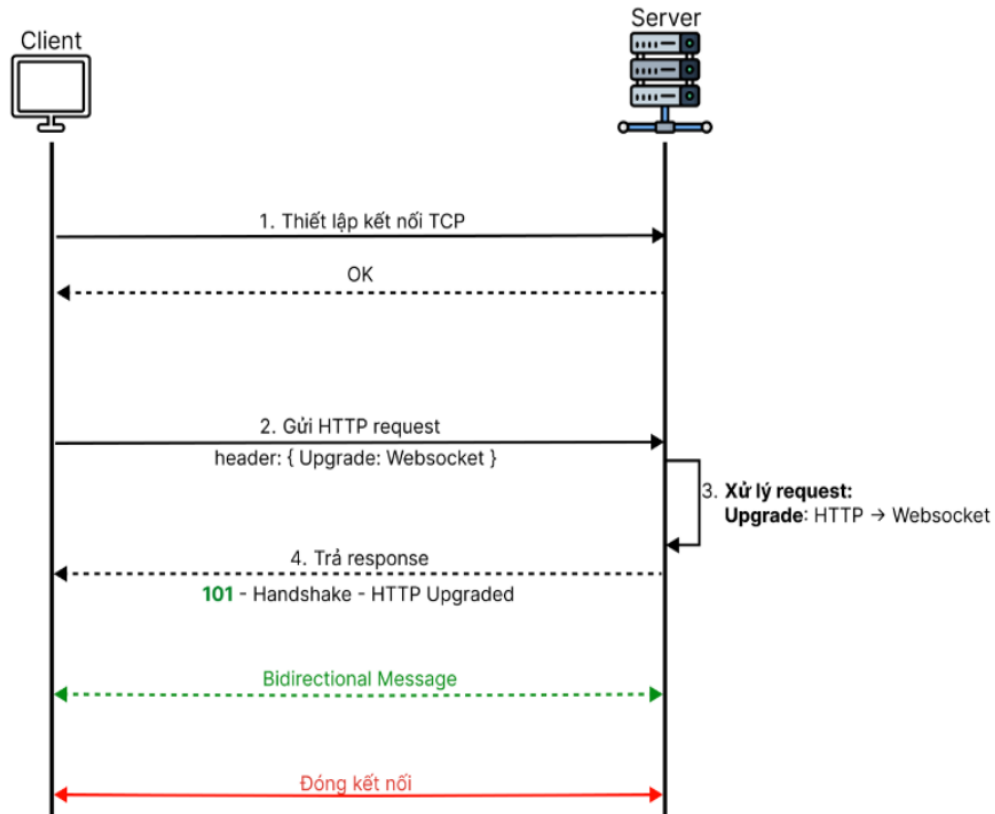 Client
Server
1. Thiết lập kết nối TCP
OK
2. Gửi HTTP request
header: { Upgrade: Websocket }
3. Xử lý request:
Upgrade: HTTP → Websocket
4. Trả response
101 - Handshake - HTTP Upgraded
Bidirectional Message
Đóng kết nối